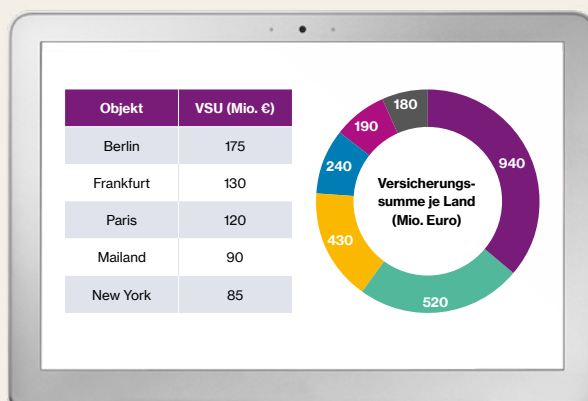 Objekt VSU (Mio. €)
Berlin 175
Frankfurt 130
Paris 120
Mailand 90
New York 85
180
190
940
240
Versicherungs-
summe je Land
(Mio. Euro)
430
520